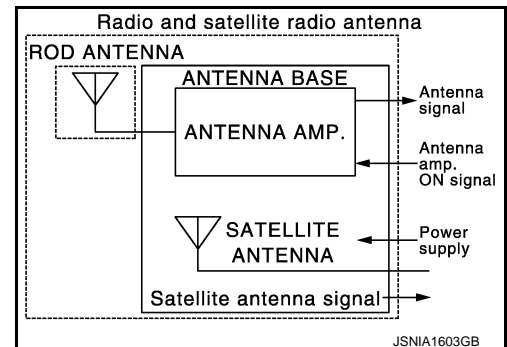 Radio and satellite radio antenna
ROD ANTENNA
ANTENNA BASE
ANTENNA AMP.
Antenna
signal
Antenna
amp.
ON signal
SATELLITE
ANTENNA
Power
supply
Satellite antenna signal
JSNIA1603GB